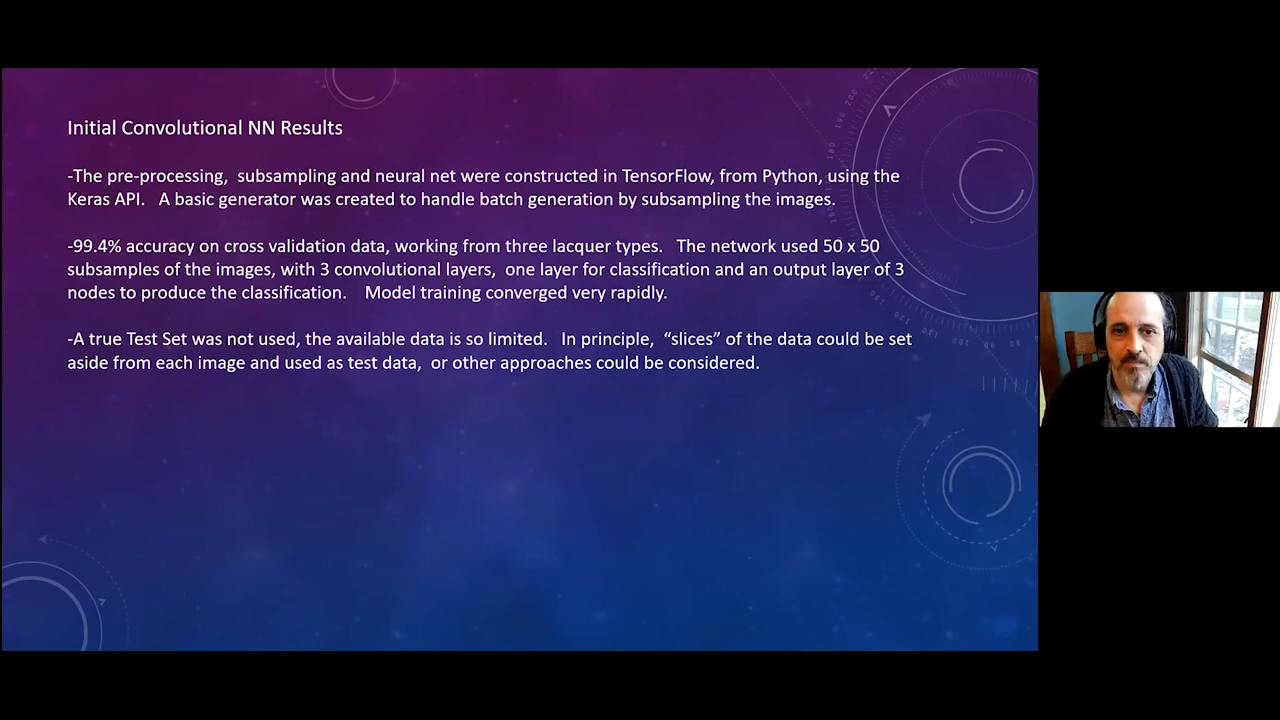 Initial Convolutional NN Results
-The pre-processing, subsampling and neural net were constructed in TensorFlow, from Python, using the
Keras API. A basic generator was created to handle batch generation by subsampling the images.
-99.4% accuracy on cross validation data, working from three lacquer types. The network used 50 x 50
subsamples of the images, with 3 convolutional layers, one layer for classification and an output layer of 3
nodes to produce the classification. Model training converged very rapidly.
-A true Test Set was not used, the available data is so limited. In principle, “slices” of the data could be set
aside from each image and used as test data, or other approaches could be considered.